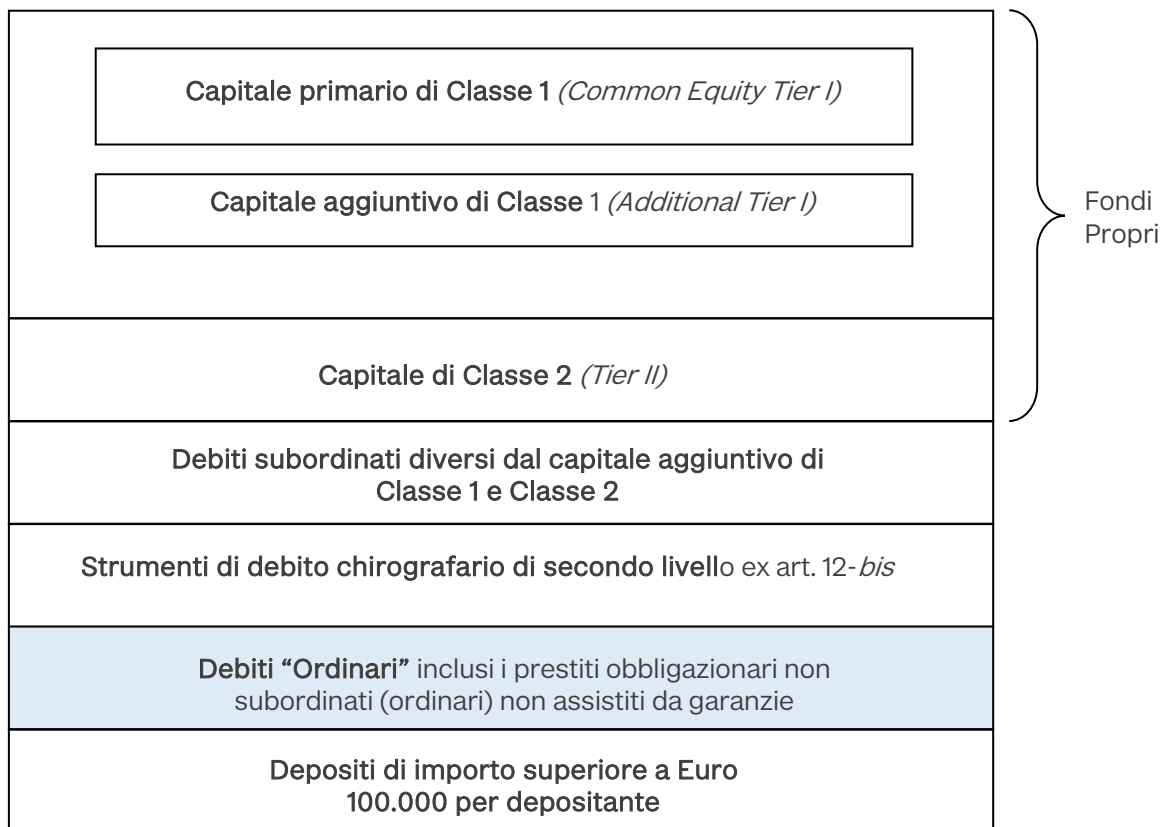 Capitale primario di Classe 1 (Common Equity Tier I)
Capitale aggiuntivo di Classe 1 (Additional Tier I)
Fondi
Propri
Capitale di Classe 2 (Tier II)
Debiti subordinati diversi dal capitale aggiuntivo di
Classe 1 e Classe 2
Strumenti di debito chirografario di secondo livello ex art. 12-bis
Debiti “Ordinari” inclusi i prestiti obbligazionari non
subordinati (ordinari) non assistiti da garanzie
Depositi di importo superiore a Euro
100.000 per depositante